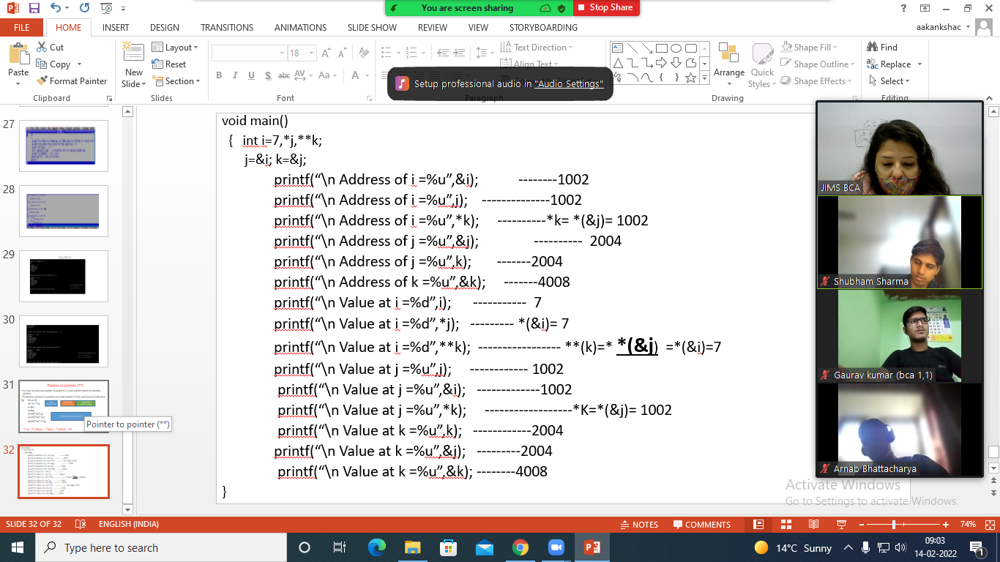 You are screen sharing
Stop Share
FILE
HOME
INSERT
DESIGN
TRANSITIONS
ANIMATIONS
SLIDE SHOW
REVIEW
VIEW
STORYBOARDING
aakankshac
Paste
Cut
Copy
Format Painter
Clipboard
New Slide
Layout
Reset
Section
Slides
18
Font
Text Direction
Align Text
Paragraph
Setup professional audio in "Audio Settings"
Arrange
Quick Styles
Shape Fill
Shape Outline
Shape Effects
Drawing
Find
Replace
Select
Editing
27
28
29
30
31
Pointer to pointer (**)
32
void main()
{ int i=7,*j,**k;
j=&i; k=&j;
printf(“\n Address of i =%u”,&i); --------1002
printf(“\n Address of i =%u”,j); --------------1002
printf(“\n Address of i =%u”,*k); ----------*k= *(&j)= 1002
printf(“\n Address of j =%u”,&j); ---------- 2004
printf(“\n Address of j =%u”,k); -------2004
printf(“\n Address of k =%u”,&k); -------4008
printf(“\n Value at i =%d”,i); ----------- 7
printf(“\n Value at i =%d”,*j); --------- *(&i)= 7
printf(“\n Value at i =%d”,**k); ----------------- **(k)=* *(&j) =*(&i)=7
printf(“\n Value at j =%u”,j); ------------ 1002
printf(“\n Value at j =%u”,&i); -------------1002
printf(“\n Value at j =%u”,*k); ------------------*K=*(&j)= 1002
printf(“\n Value at k =%u”,k); ------------2004
printf(“\n Value at k =%u”,&j); ---------2004
printf(“\n Value at k =%u”,&k); --------4008
}
JIMS BCA
Shubham Sharma
Gaurav kumar (bca 1,1)
Arnab Bhattacharya
Activate Windows
Go to Settings to activate Windows.
SLIDE 32 OF 32
ENGLISH (INDIA)
NOTES
COMMENTS
74%
Type here to search
14°C Sunny
09:03
14-02-2022
1